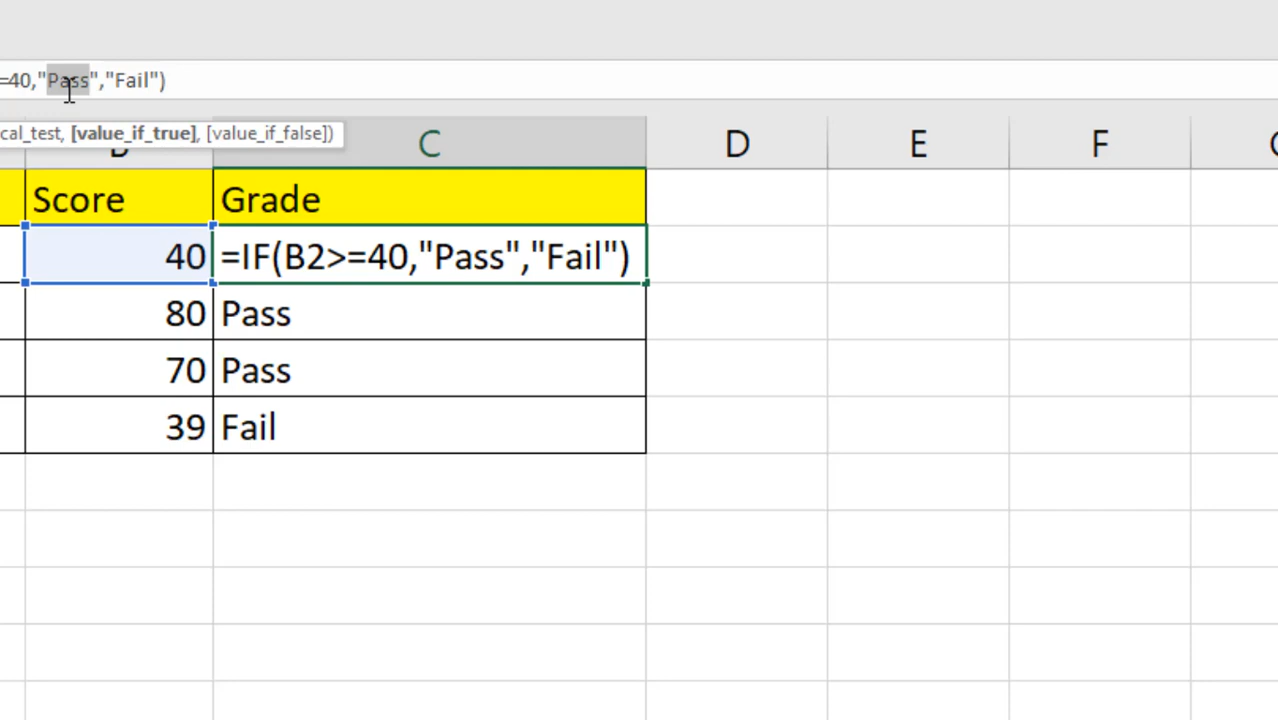 =40,"Pass","Fail")
cal_test, [value_if_true], [value_if_false])
C D E F
Score Grade
40 =IF(B2>=40,"Pass","Fail")
80 Pass
70 Pass
39 Fail